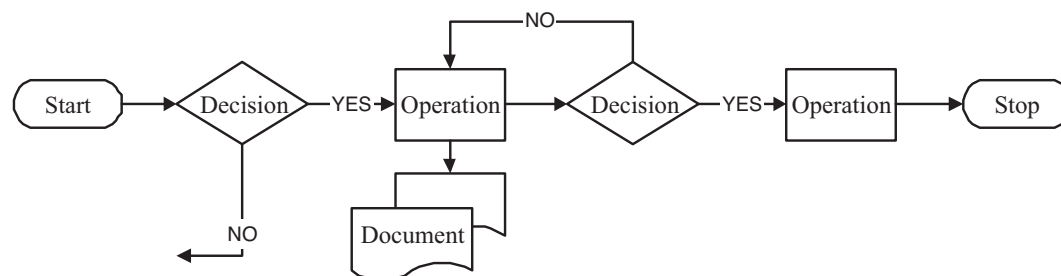 NO
Start
Decision
YES
Operation
Decision
YES
Operation
Stop
NO
Document